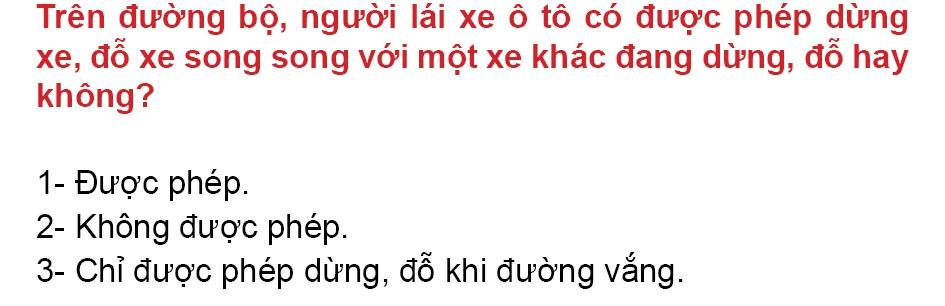 Trên đường bộ, người lái xe ô tô có được phép dừng
xe, đỗ xe song song với một xe khác đang dừng, đỗ hay
không?
1- Được phép.
2- Không được phép.
3- Chỉ được phép dừng, đỗ khi đường vắng.